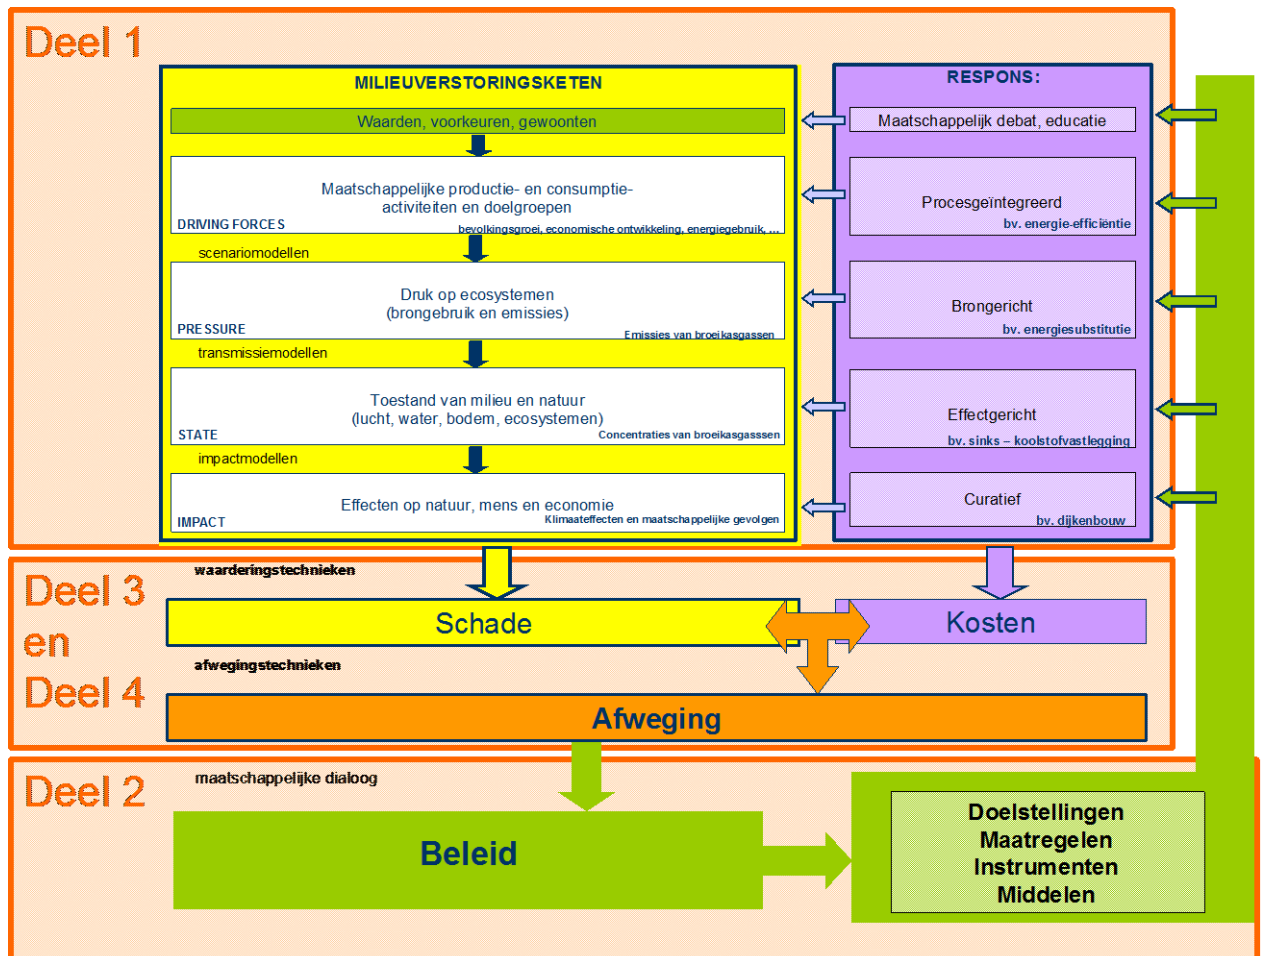 Deel 1
MILIEUVERSTORINGSKETEN
Waarden, voorkeuren, gewoonten
Maatschappelijke productie- en consumptie-
activiteiten en doelgroepen
DRIVING FORCES
bevolkingsgroei, economische ontwikkeling, energiegebruik, ...
scenariomodellen
Druk op ecosystemen
(brongebruik en emissies)
PRESSURE
Emissies van broeikasgassen
transmissiemodellen
Toestand van milieu en natuur
(lucht, water, bodem, ecosystemen)
STATE
Concentraties van broeikasgasssen
impactmodellen
Effecten op natuur, mens en economie
IMPACT
Klimaateffecten en maatschappelijke gevolgen
RESPONS:
Maatschappelijk debat, educatie
Procesgeïntegreerd
bv. energie-efficiëntie
Brongericht
bv. energiesubstitutie
Effectgericht
bv. sinks – koolstofvastlegging
Curatief
bv. dijkenbouw
Deel 3
en
Deel 4
waarderingstechnieken
Schade
Kosten
afwegingstechnieken
Afweging
Deel 2
maatschappelijke dialoog
Beleid
Doelstellingen
Maatregelen
Instrumenten
Middelen